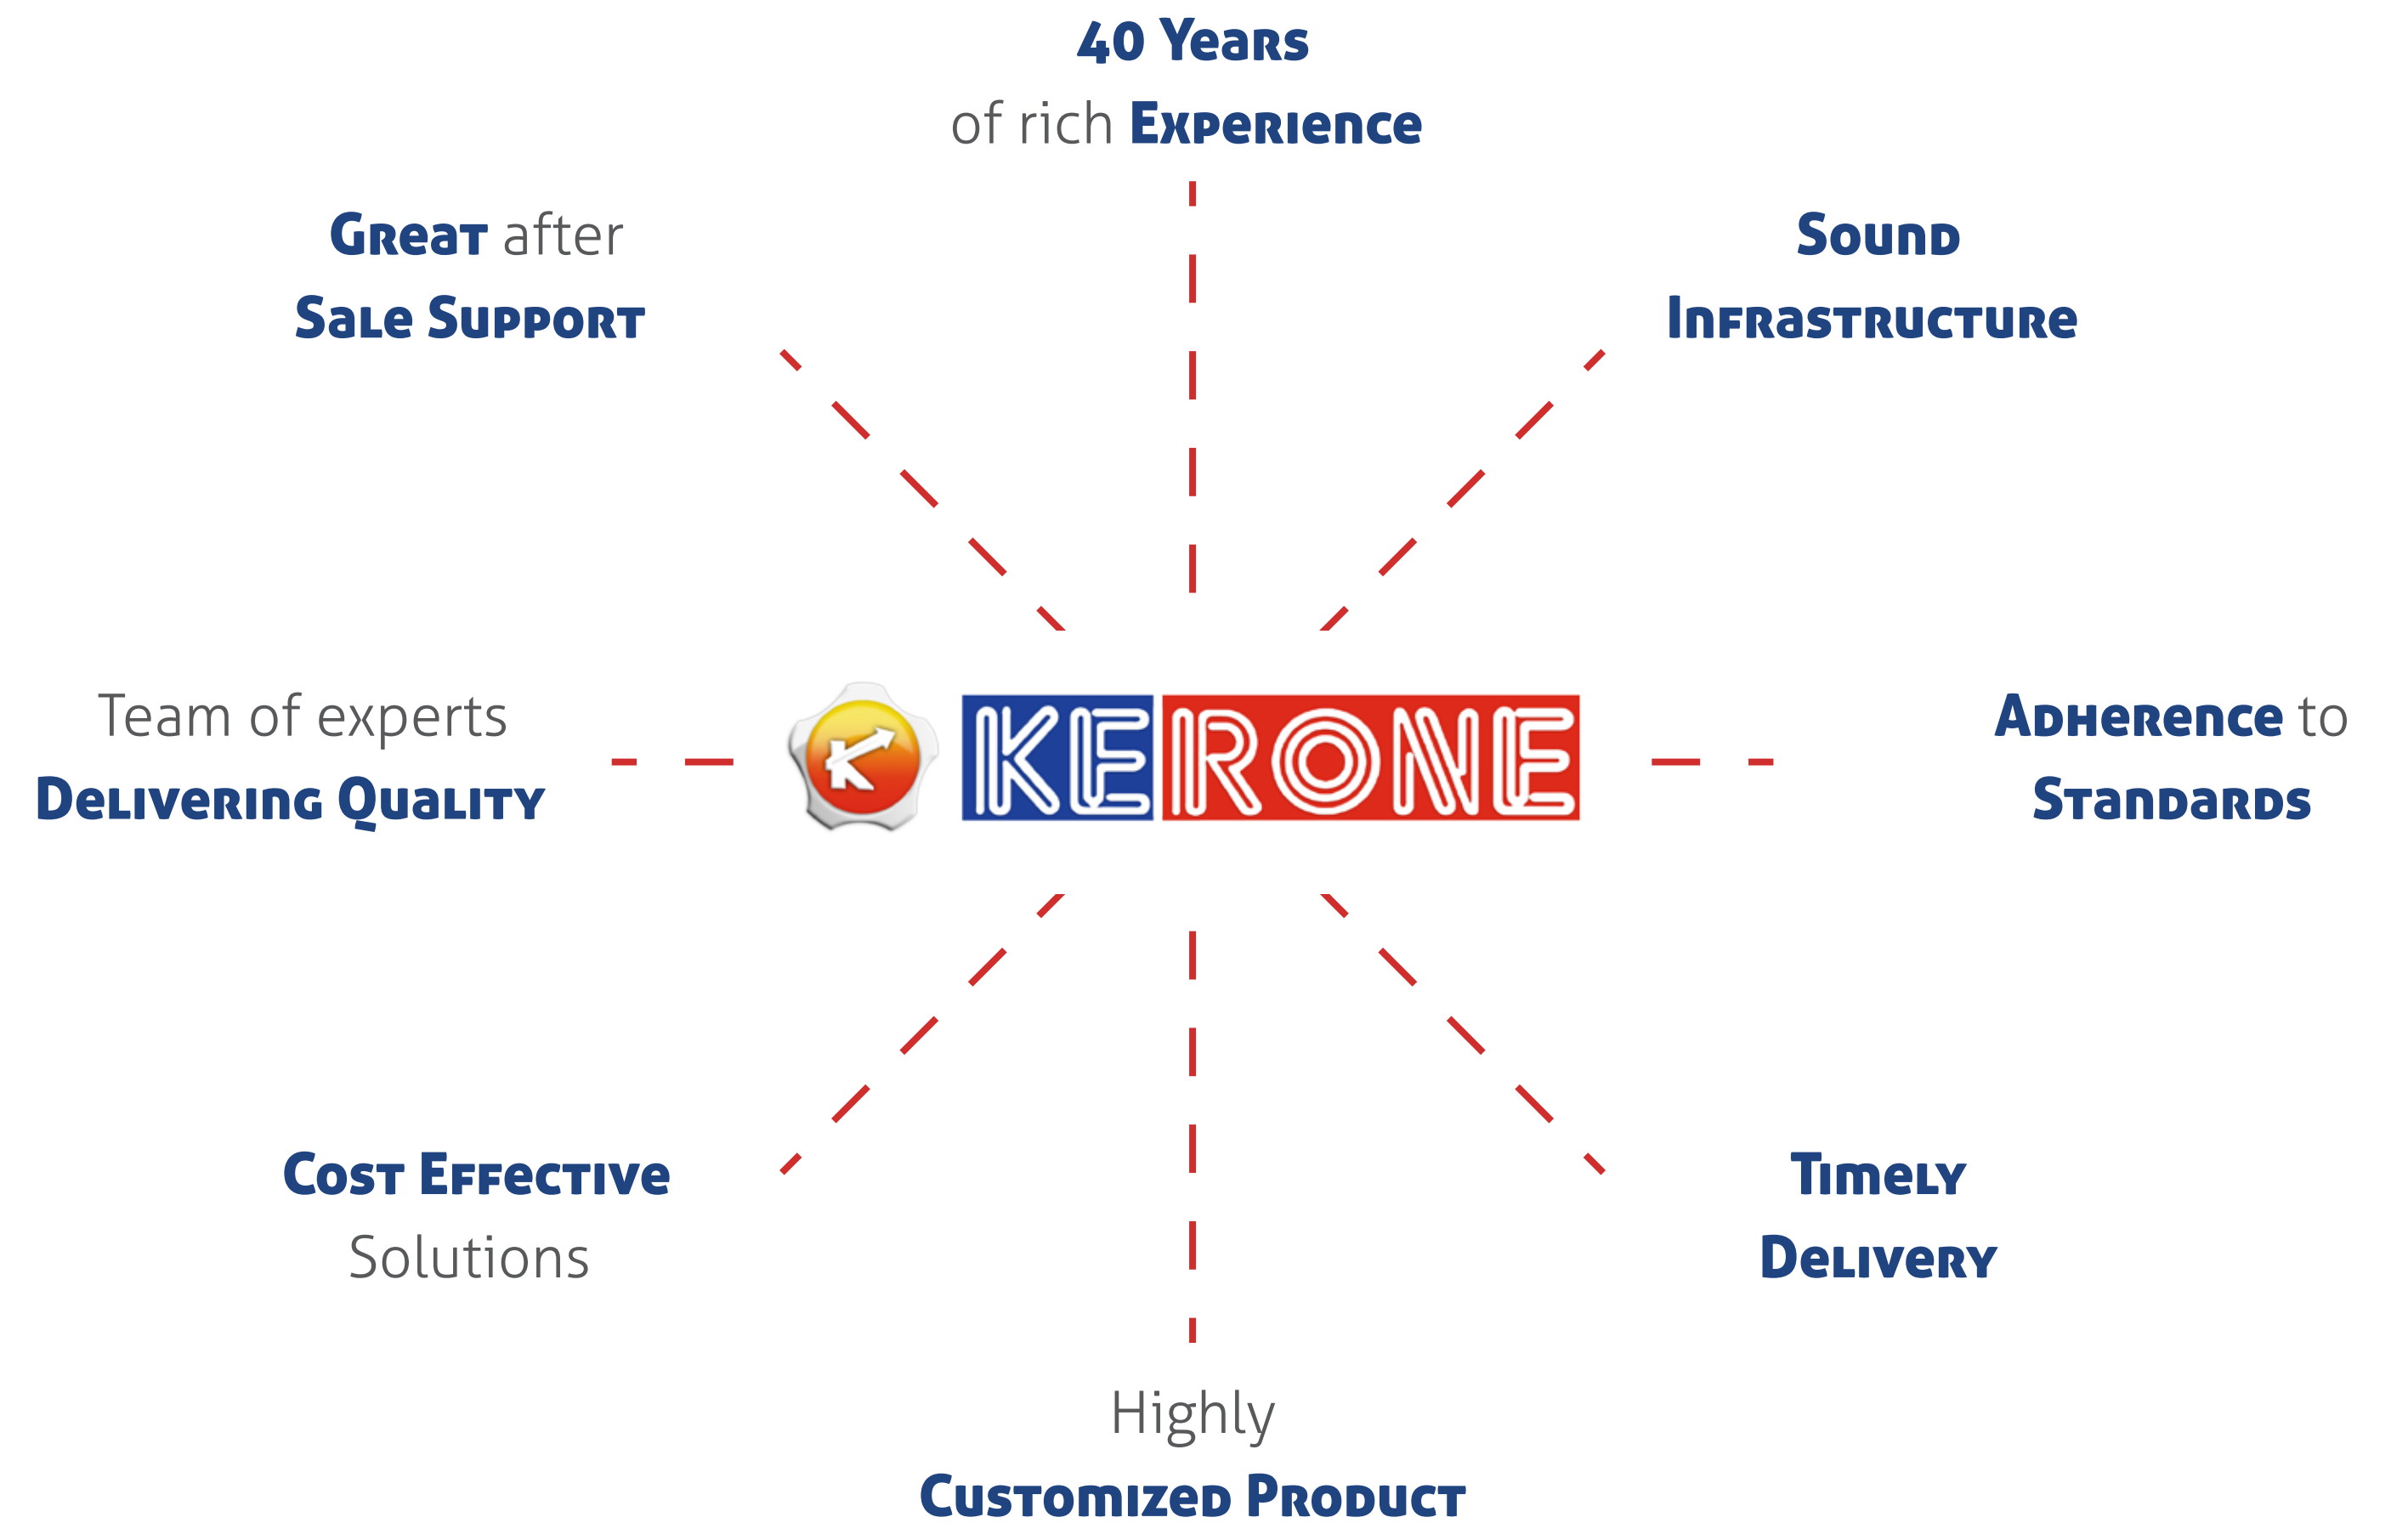 40 Years
of rich Experience
Great after
Sale Support
Sound
Infrastructure
Team of experts
Delivering Quality
K KERONE
Adherence to
Standards
Cost Effective
Solutions
Timely
Delivery
Highly
Customized Product